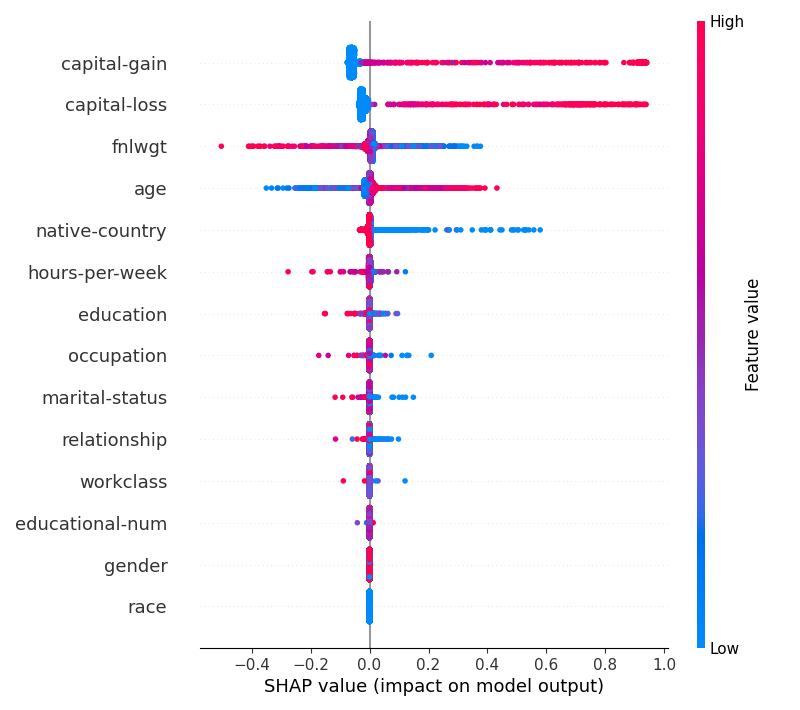 High
capital-gain
capital-loss
fnlwgt
age
native-country
hours-per-week
education
occupation
marital-status
relationship
workclass
educational-num
gender
race
Feature value
Low
−0.4 −0.2 0.0 0.2 0.4 0.6 0.8 1.0
SHAP value (impact on model output)